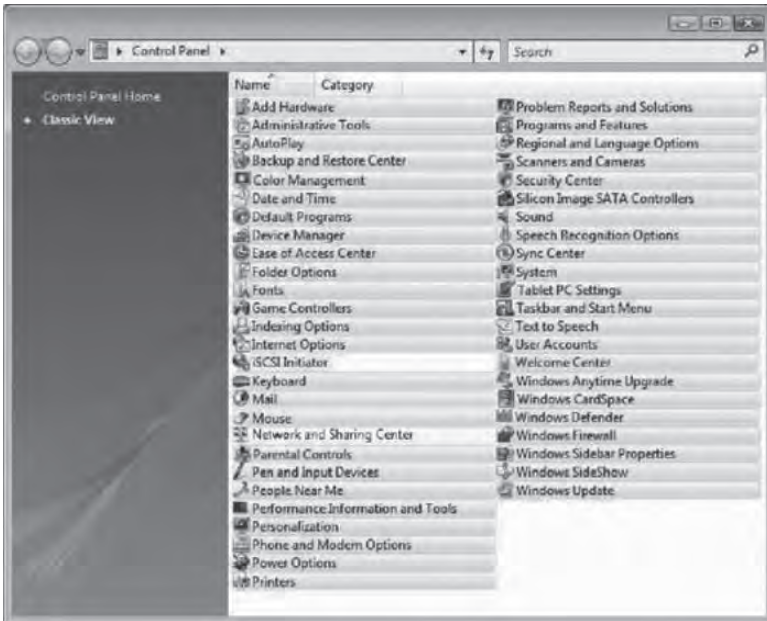 Control Panel
Search
Control Panel Home
Classic View
Name Category
Add Hardware
Administrative Tools
AutoPlay
Backup and Restore Center
Color Management
Date and Time
Default Programs
Device Manager
Ease of Access Center
Folder Options
Fonts
Game Controllers
Indexing Options
Internet Options
iSCSI Initiator
Keyboard
Mail
Mouse
Network and Sharing Center
Parental Controls
Pen and Input Devices
People Near Me
Performance Information and Tools
Personalization
Phone and Modem Options
Power Options
Printers
Problem Reports and Solutions
Programs and Features
Regional and Language Options
Scanners and Cameras
Security Center
Silicon Image SATA Controllers
Sound
Speech Recognition Options
Sync Center
System
Tablet PC Settings
Taskbar and Start Menu
Text to Speech
User Accounts
Welcome Center
Windows Anytime Upgrade
Windows CardSpace
Windows Defender
Windows Firewall
Windows Sidebar Properties
Windows SideShow
Windows Update